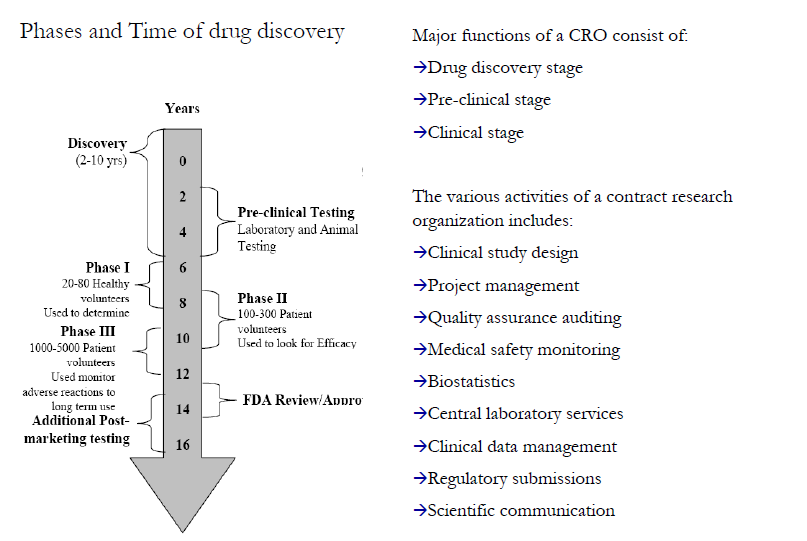 Phases and Time of drug discovery
Years
Discovery
(2-10 yrs)
0
2
4
6
8
10
12
14
16
Pre-clinical Testing
Laboratory and Animal
Testing
Phase I
20-80 Healthy
volunteers
Used to determine
Phase II
100-300 Patient
volunteers
Used to look for Efficacy
Phase III
1000-5000 Patient
volunteers
Used monitor
adverse reactions to
long term use
FDA Review/Appro
Additional Post-
marketing testing
Major functions of a CRO consist of:
→Drug discovery stage
→Pre-clinical stage
→Clinical stage
The various activities of a contract research
organization includes:
→Clinical study design
→Project management
→Quality assurance auditing
→Medical safety monitoring
→Biostatistics
→Central laboratory services
→Clinical data management
→Regulatory submissions
→Scientific communication